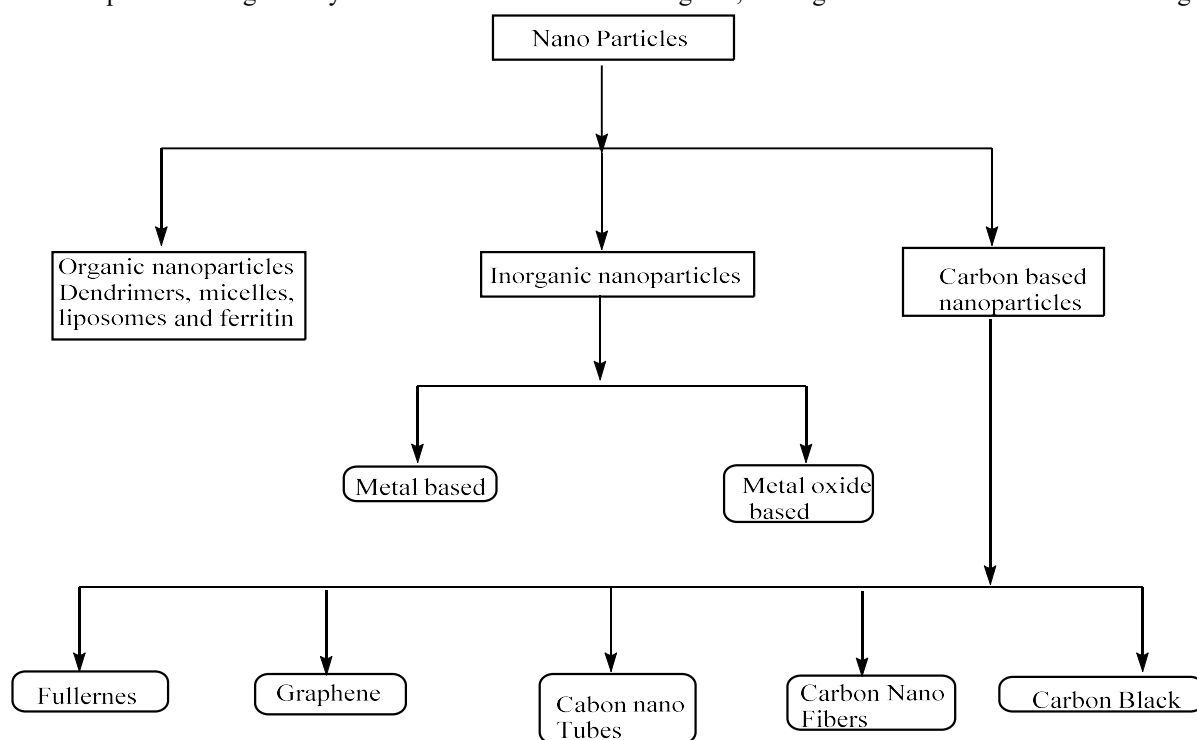 Nano Particles
Organic nanoparticles
Dendrimers, micelles,
liposomes and ferritin
Inorganic nanoparticles
Carbon based
nanoparticles
Metal based
Metal oxide
based
Fullernes
Graphene
Cabon nano
Tubes
Carbon Nano
Fibers
Carbon Black